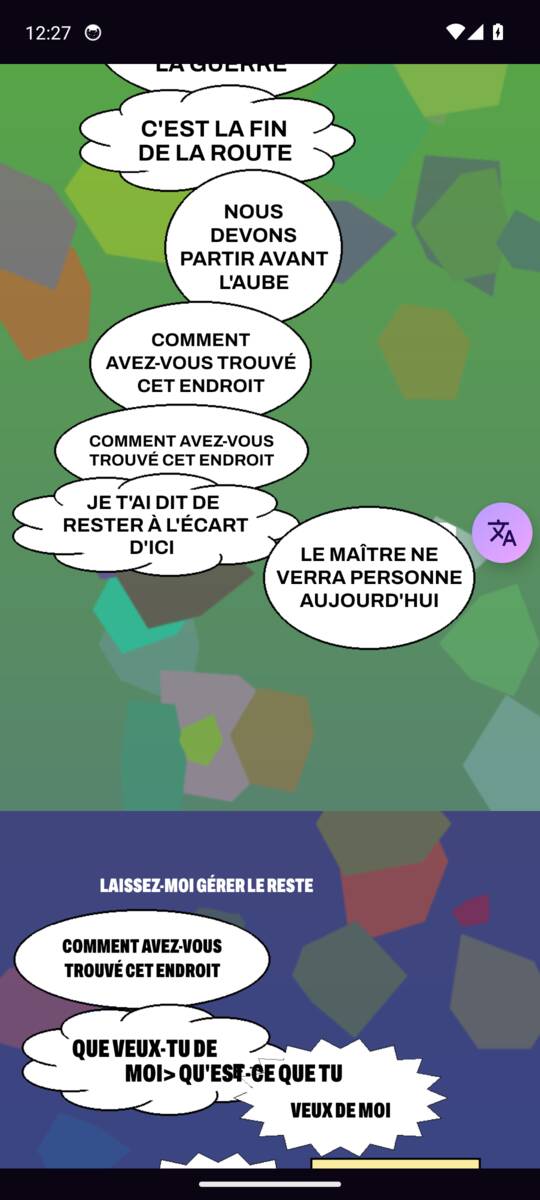 12:27
LA GUERRE
C'EST LA FIN
DE LA ROUTE
NOUS
DEVONS
PARTIR AVANT
L'AUBE
COMMENT
AVEZ-VOUS TROUVÉ
CET ENDROIT
COMMENT AVEZ-VOUS
TROUVÉ CET ENDROIT
JE T'AI DIT DE
RESTER À L'ÉCART
D'ICI
LE MAÎTRE NE
VERRA PERSONNE
AUJOURD'HUI
LAISSEZ-MOI GÉRER LE RESTE
COMMENT AVEZ-VOUS
TROUVÉ CET ENDROIT
QUE VEUX-TU DE
MOI> QU'EST-CE QUE TU
VEUX DE MOI